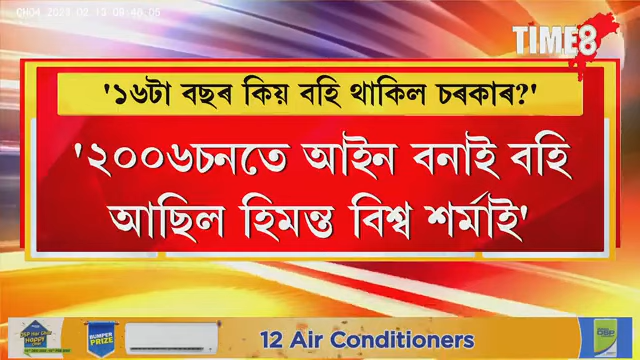 CH04 2023.02.13 09:40:05
TIME8
'১৬টা বছৰ কিয় বহি থাকিল চৰকাৰ?'
'২০০৬চনতে আইন বনাই বহি
আছিল হিমন্ত বিশ্ব শৰ্মাই'
BUMPER
PRIZE
12 Air Conditioners